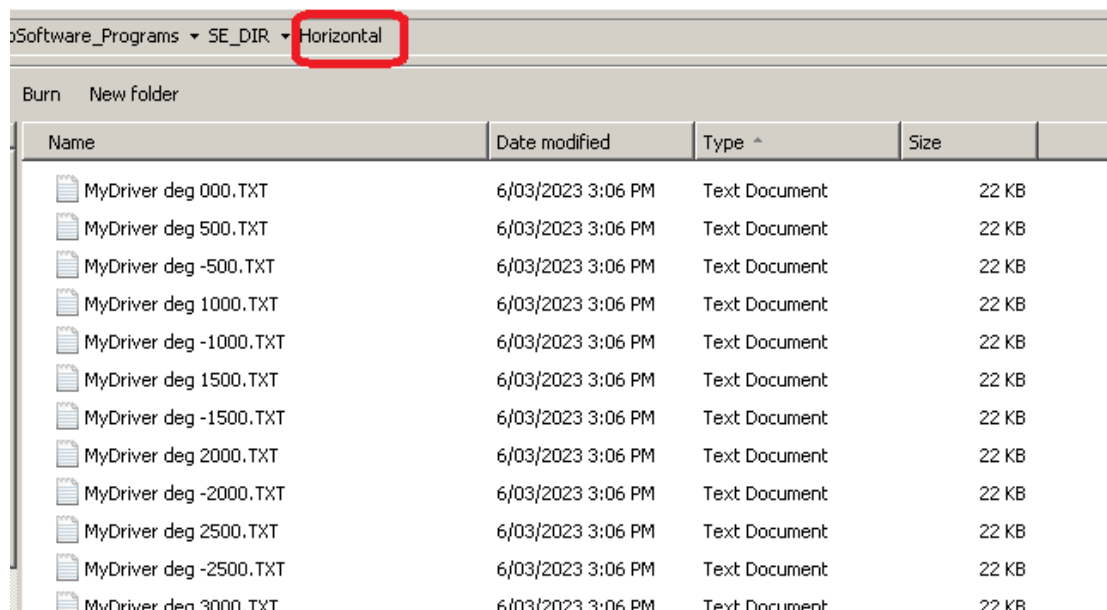 oSoftware_Programs SE_DIR Horizontal
Burn New folder
Name Date modified Type Size
MyDriver deg 000.TXT 6/03/2023 3:06 PM Text Document 22 KB
MyDriver deg 500.TXT 6/03/2023 3:06 PM Text Document 22 KB
MyDriver deg -500.TXT 6/03/2023 3:06 PM Text Document 22 KB
MyDriver deg 1000.TXT 6/03/2023 3:06 PM Text Document 22 KB
MyDriver deg -1000.TXT 6/03/2023 3:06 PM Text Document 22 KB
MyDriver deg 1500.TXT 6/03/2023 3:06 PM Text Document 22 KB
MyDriver deg -1500.TXT 6/03/2023 3:06 PM Text Document 22 KB
MyDriver deg 2000.TXT 6/03/2023 3:06 PM Text Document 22 KB
MyDriver deg -2000.TXT 6/03/2023 3:06 PM Text Document 22 KB
MyDriver deg 2500.TXT 6/03/2023 3:06 PM Text Document 22 KB
MyDriver deg -2500.TXT 6/03/2023 3:06 PM Text Document 22 KB
MyDriver deg 3000.TXT 6/03/2023 3:06 PM Text Document 22 KB